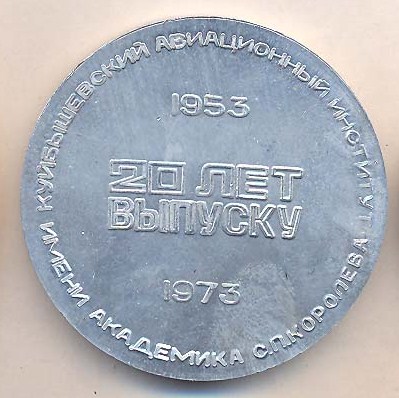 КУЙБЫШЕВСКИЙ АВИАЦИОННЫЙ ИНСТИТУТ
1953
20 ЛЕТ
ВЫПУСКУ
1973
ИМЕНИ АКАДЕМИКА С.П.КОРОЛЕВА